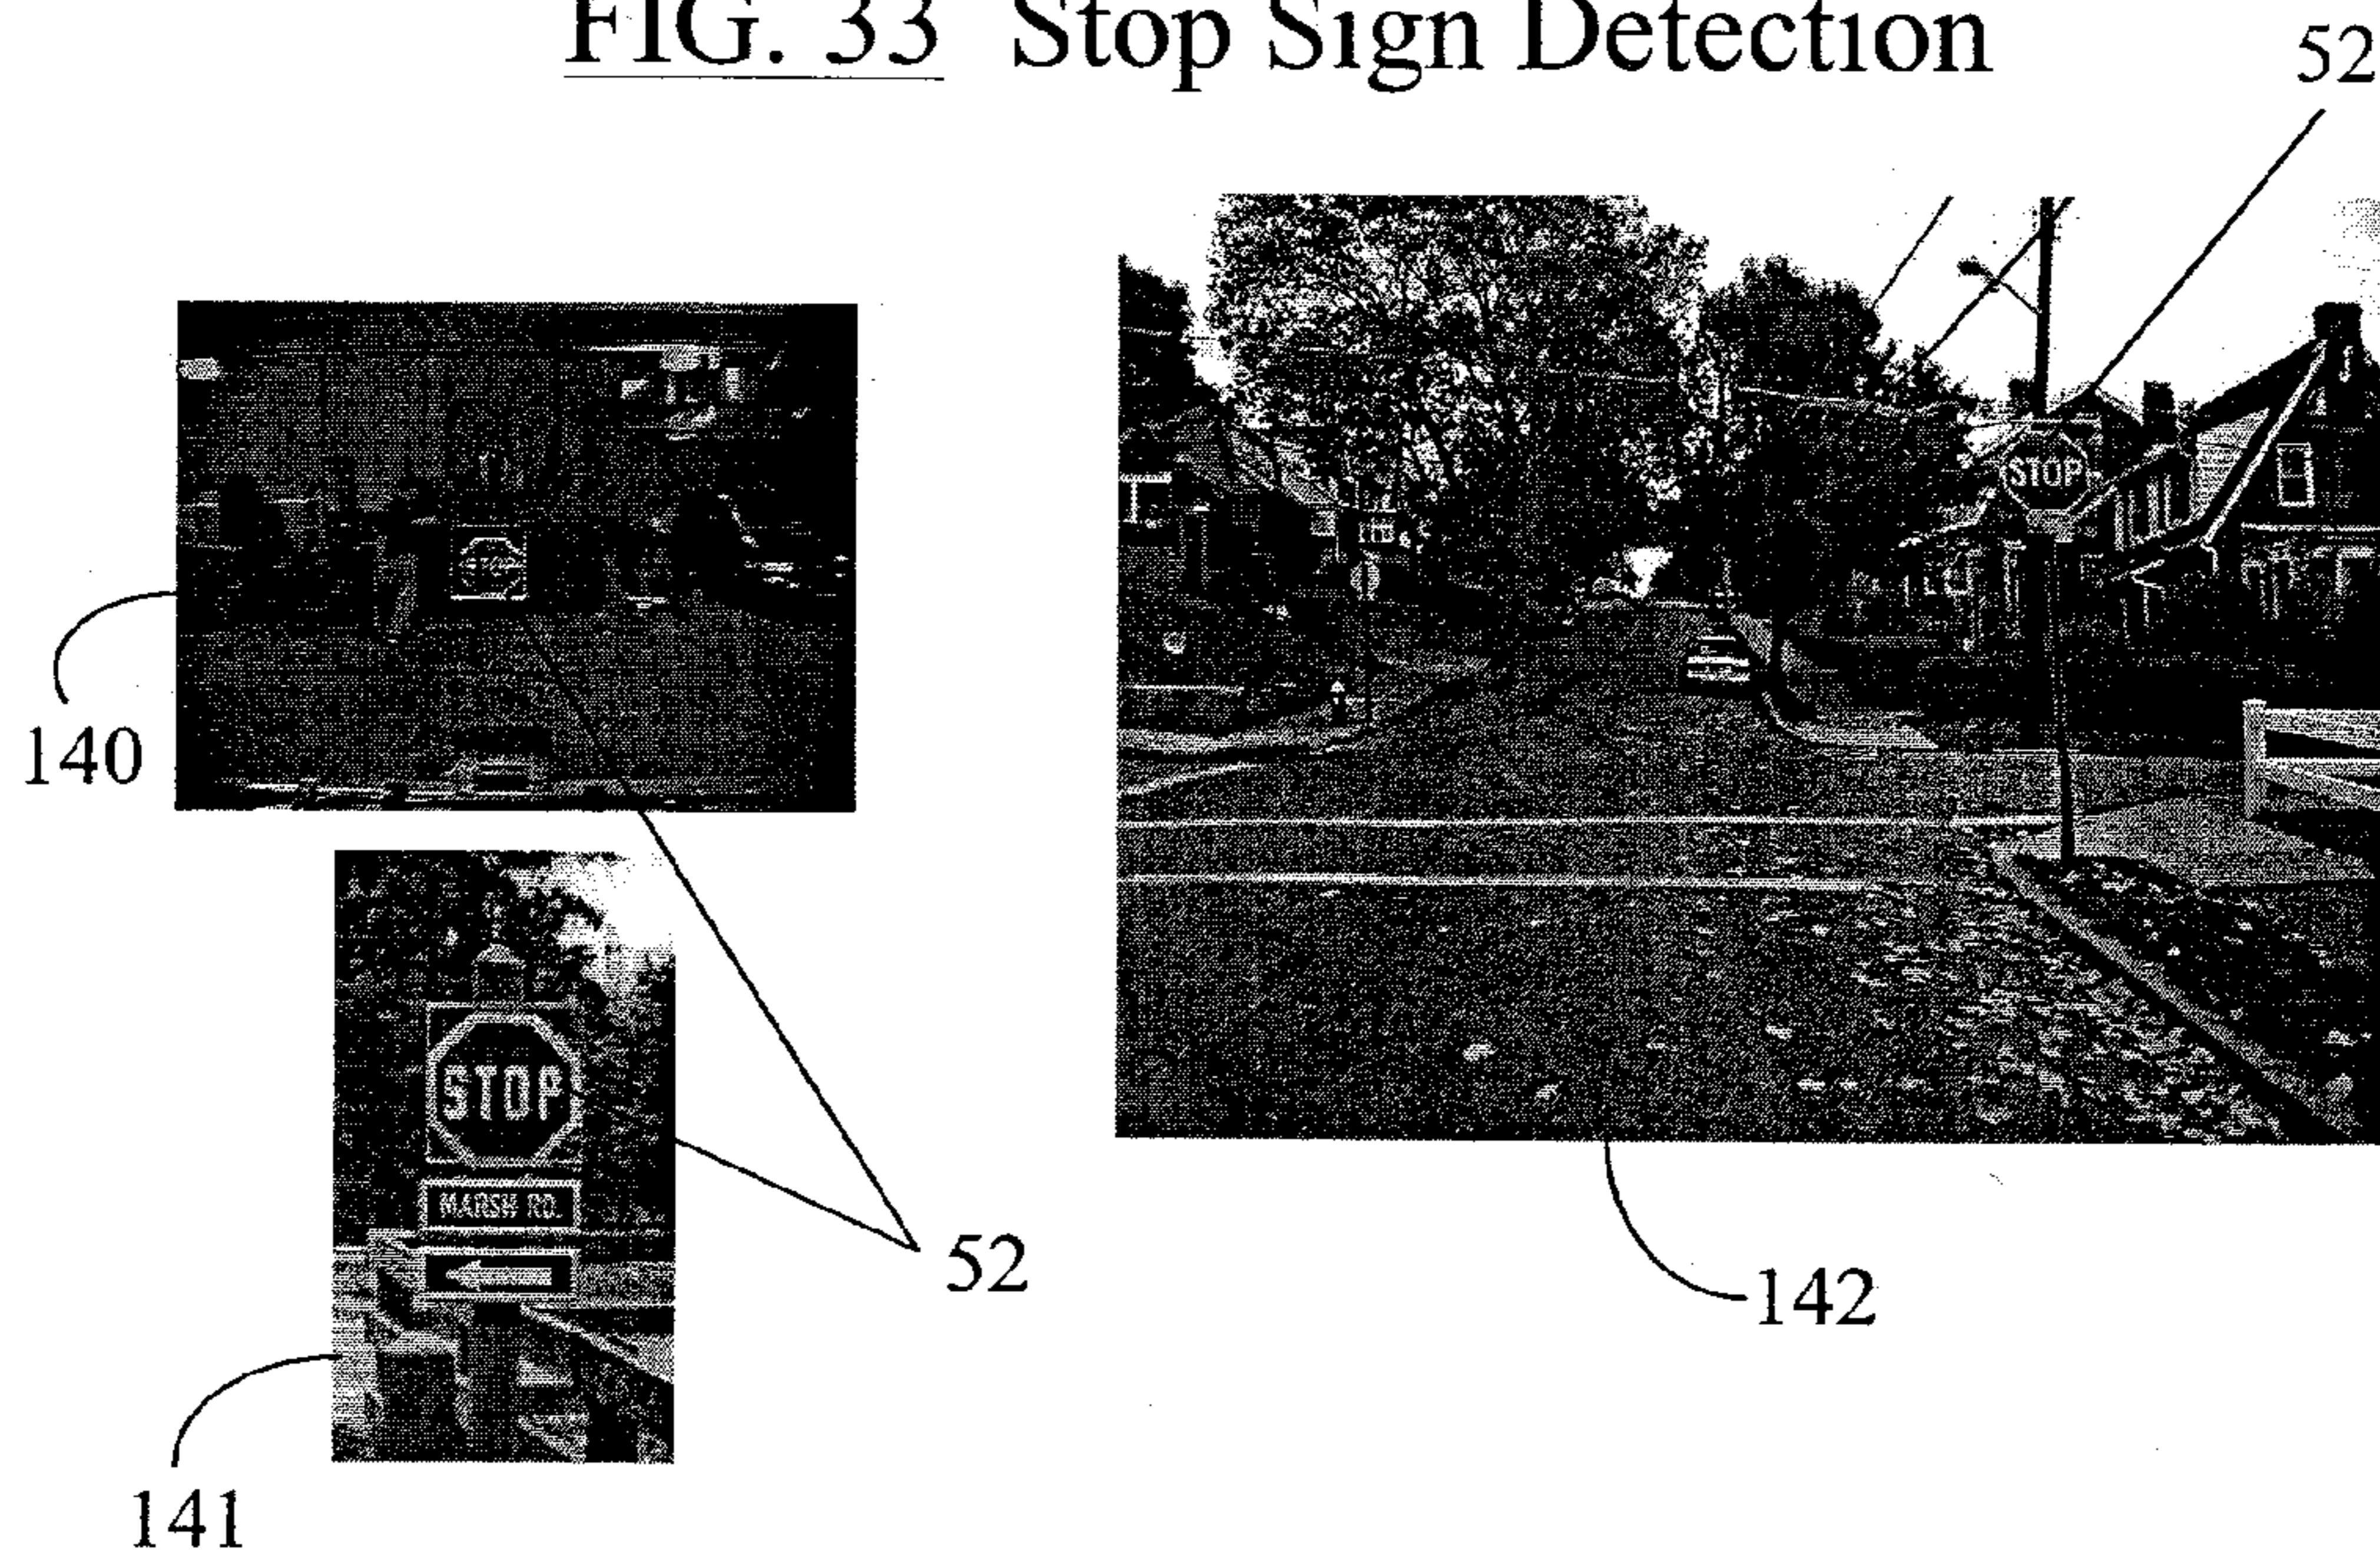 FIG. 33 Stop Sign Detection
52
STOP
STOP
140
STOP
MARSH RD.
52
142
141